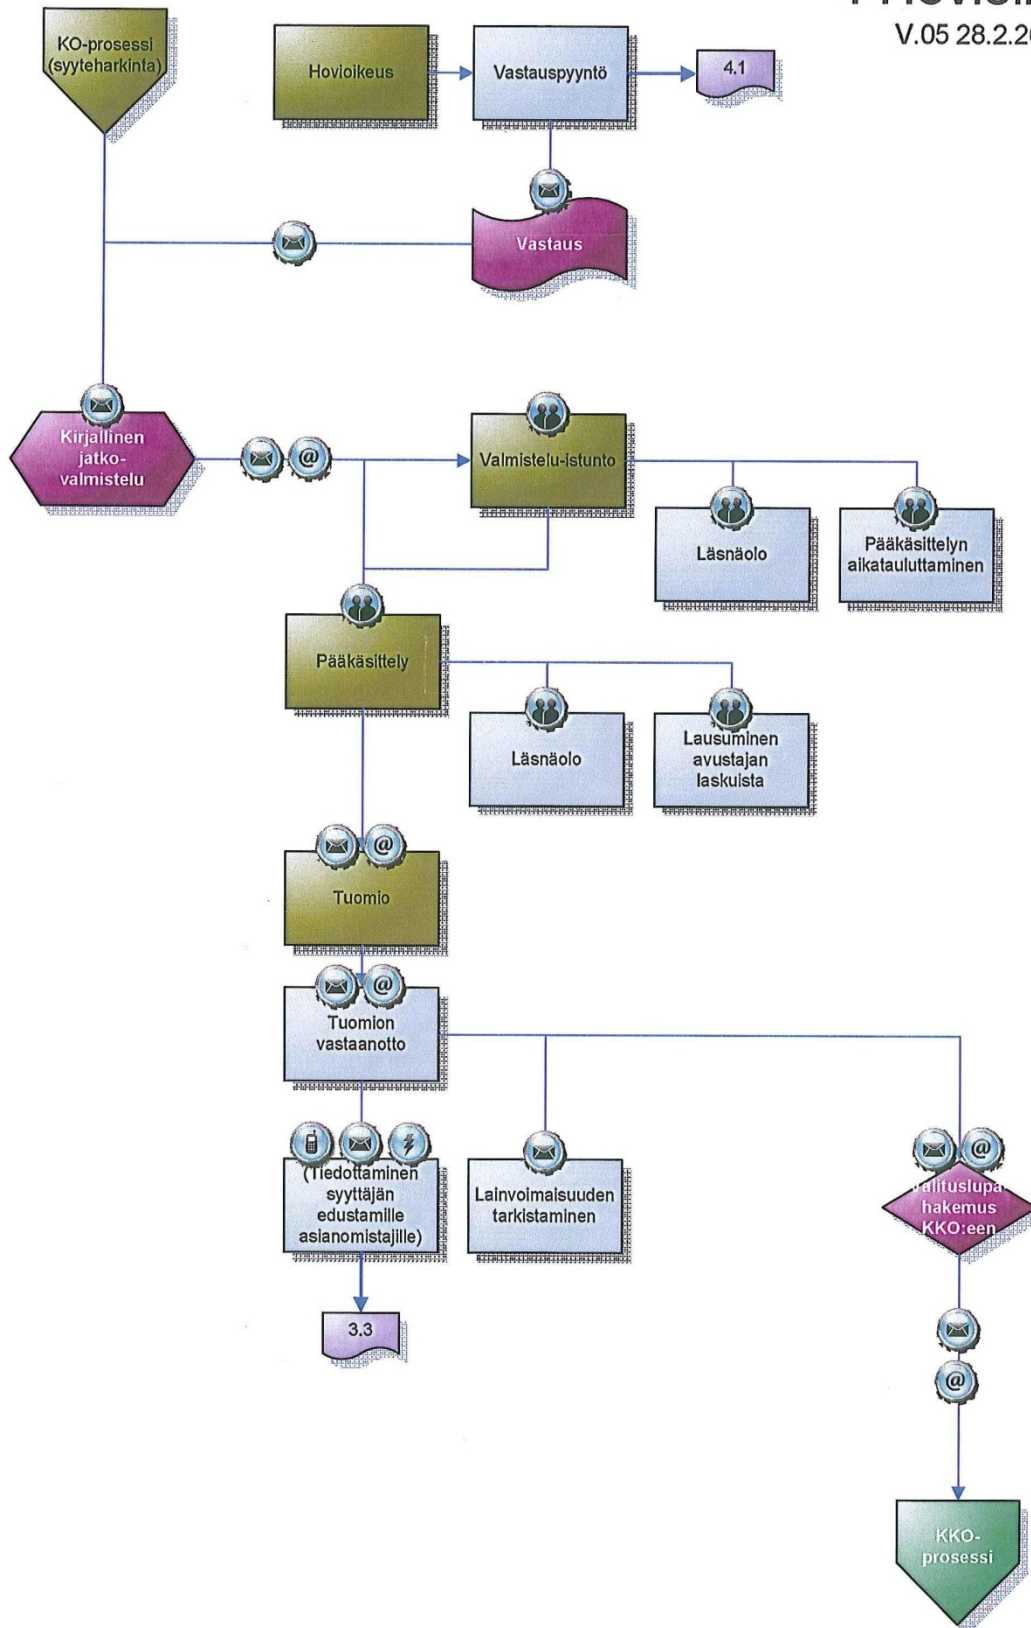 V.05 28.2.20
KO-prosessi
(syyteharkinta)
Hovioikeus
Vastauspyyntö
4.1
Vastaus
Kirjallinen
jatko-
valmistelu
@
Valmistelu-istunto
Läsnäolo
Pääkäsittelyn
aikatauluttaminen
Pääkäsittely
Läsnäolo
Lausuminen
avustajan
laskuista
@
Tuomio
@
Tuomion
vastaanotto
(Tiedottaminen
syyttäjän
edustamille
asianomistajille)
Lainvoimaisuuden
tarkistaminen
@
Valituslupa-
hakemus
KKO:een
3.3
@
KKO-
prosessi